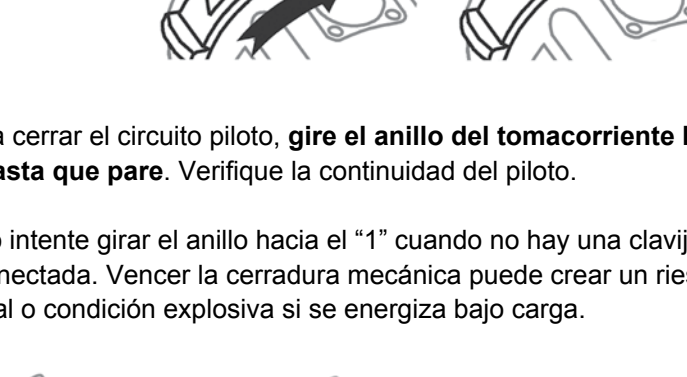 a cerrar el circuito piloto, gire el anillo del tomacorriente
asta que pare. Verifique la continuidad del piloto.
intente girar el anillo hacia el “1” cuando no hay una clavij
nectada. Vencer la cerradura mecánica puede crear un ries
al o condición explosiva si se energiza bajo carga.